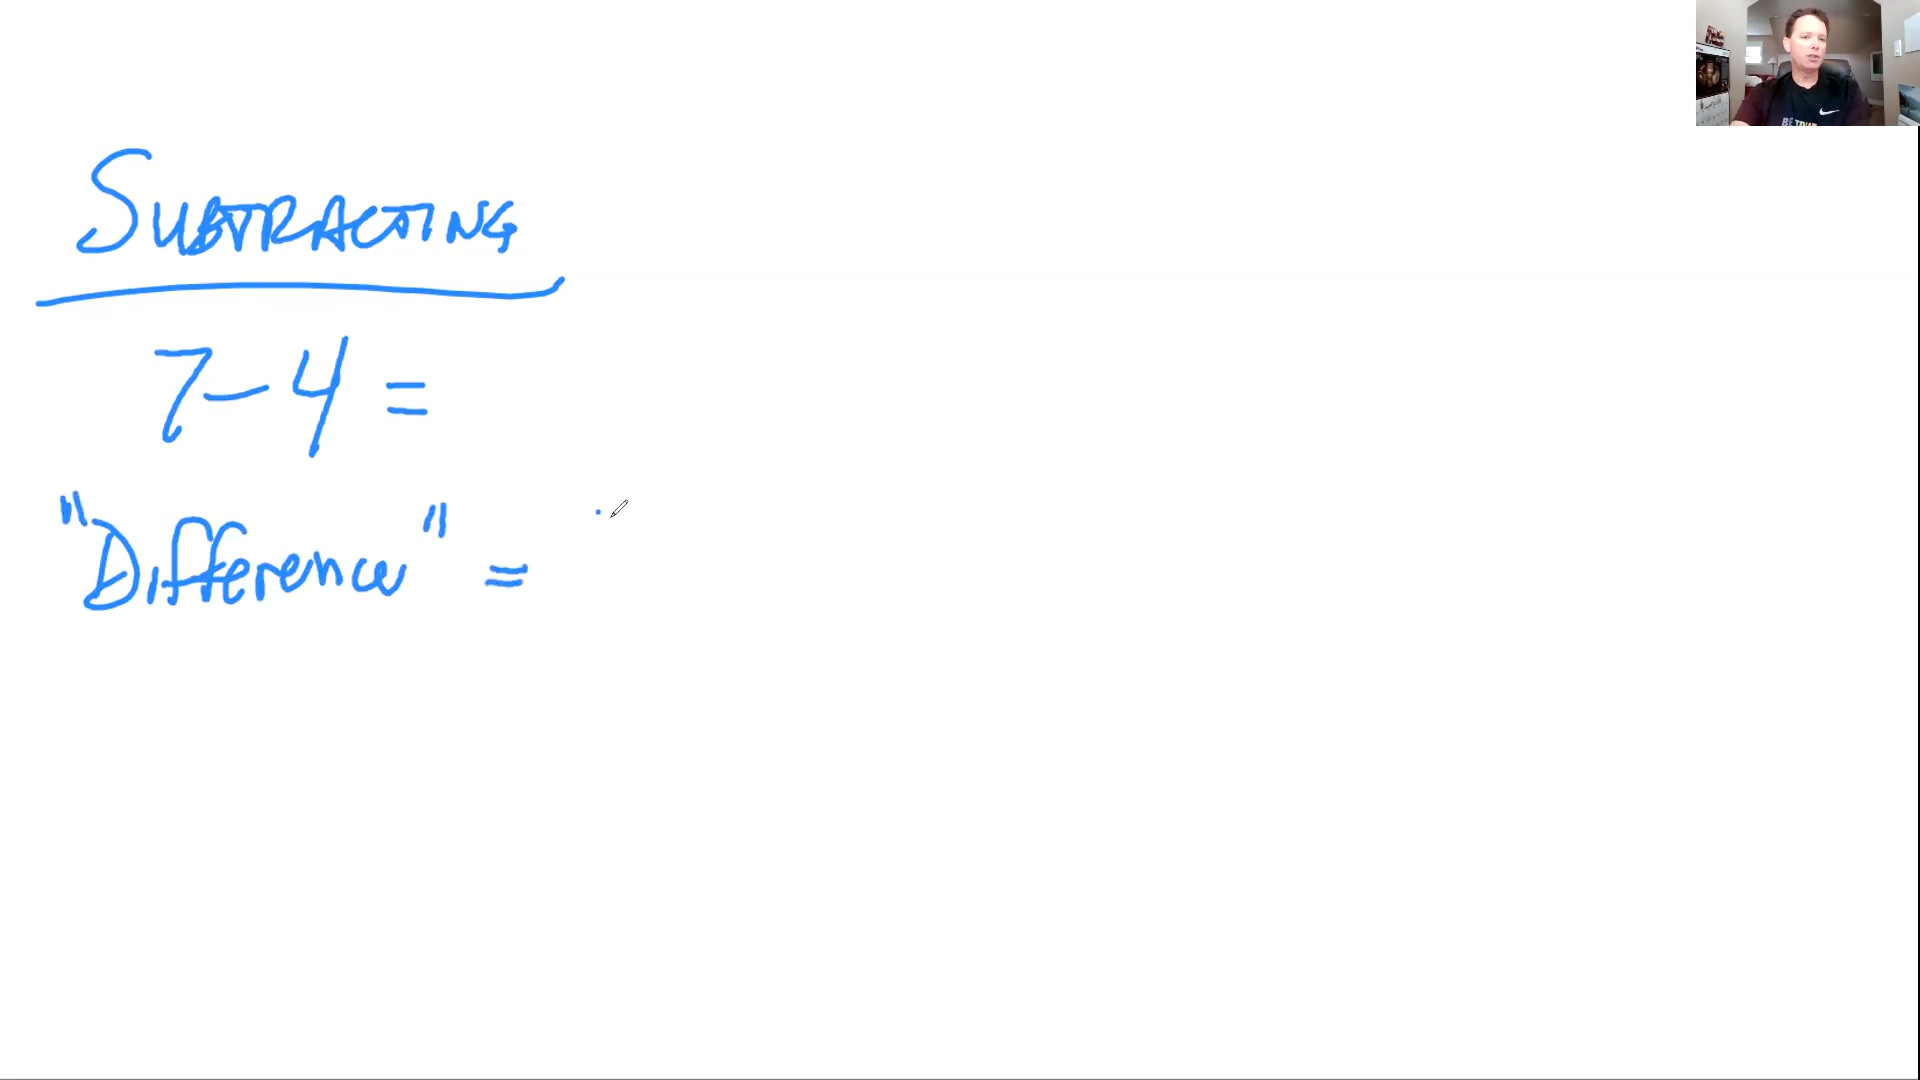 SUBTRACTING
7-4=
"Difference" =